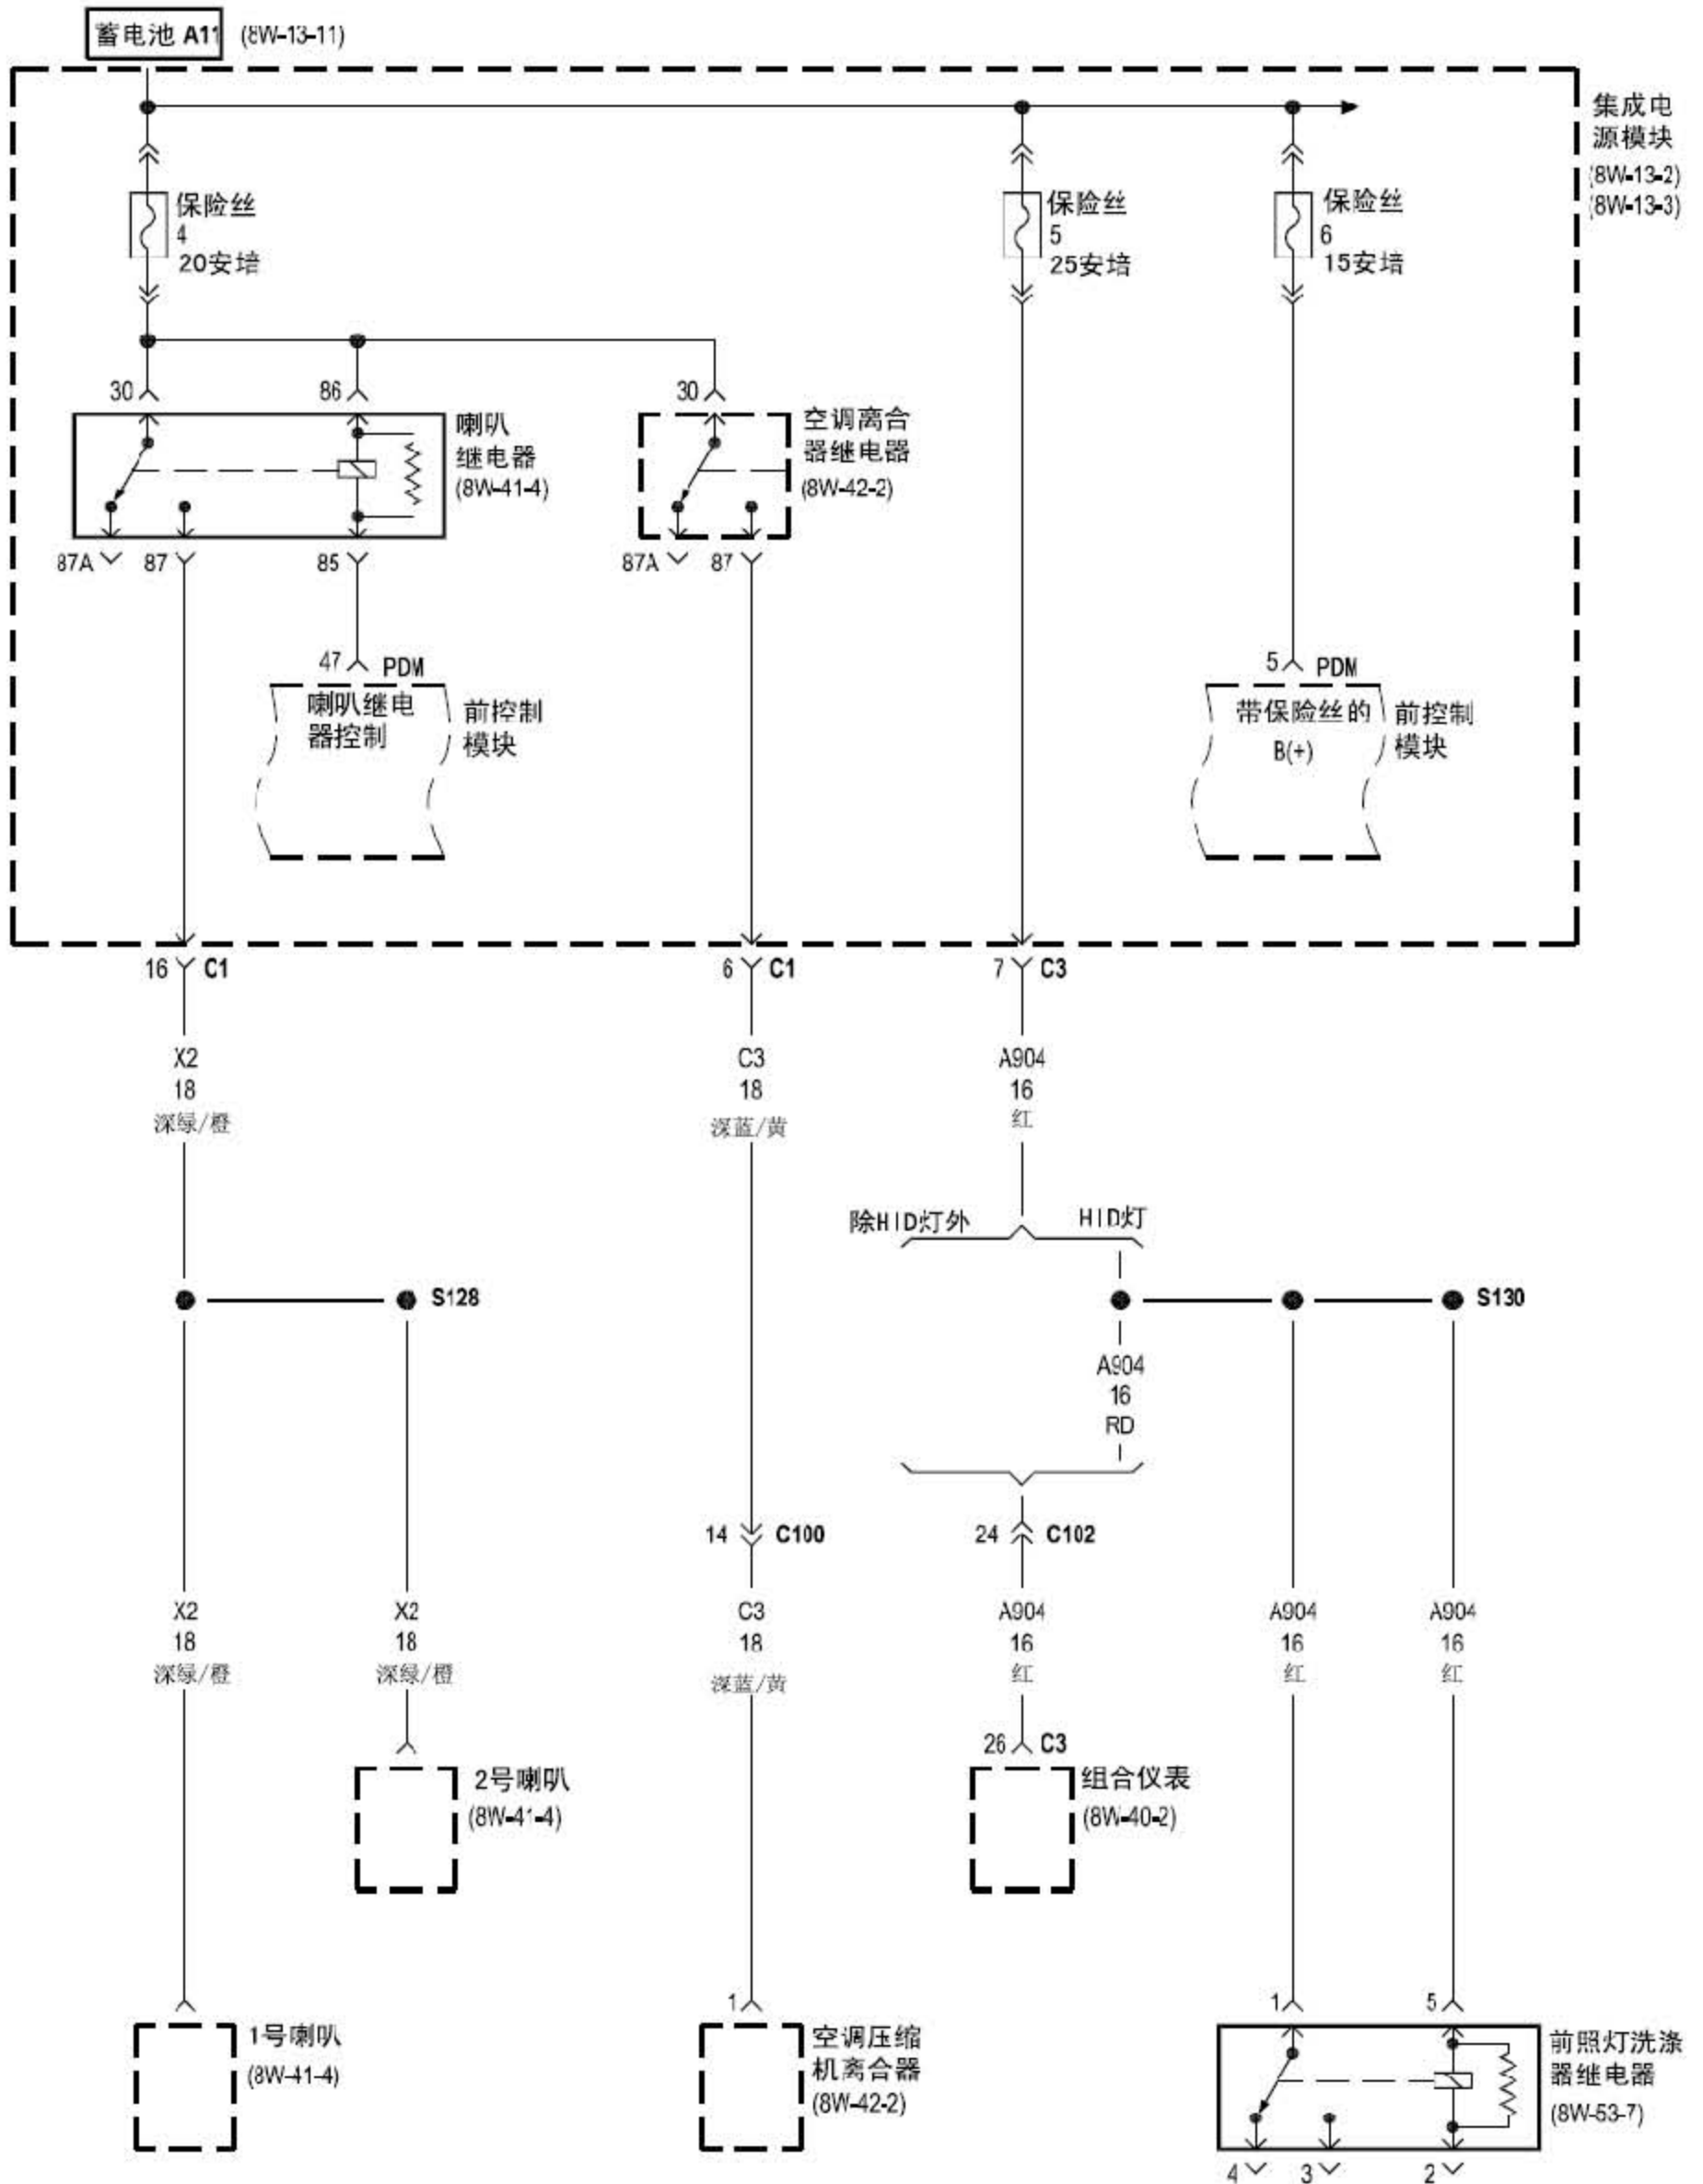 蓄电池 A11 (8W-13-11)
集成电
源模块
(8W-13-2)
(8W-13-3)
保险丝
4
20安培
保险丝
5
25安培
保险丝
6
15安培
30
86
30
喇叭
继电器
(8W-41-4)
空调离合
器继电器
(8W-42-2)
87A
87
85
87A
87
47 PDM
喇叭继电
器控制
前控制
模块
5 PDM
带保险丝的
B(+)
前控制
模块
16 C1
6 C1
7 C3
X2
18
深绿/橙
C3
18
深蓝/黄
A904
16
红
除HID灯外
HID灯
S128
S130
A904
16
RD
14 C100
24 C102
X2
18
深绿/橙
X2
18
深绿/橙
C3
18
深蓝/黄
A904
16
红
A904
16
红
A904
16
红
26 C3
2号喇叭
(8W-41-4)
组合仪表
(8W-40-2)
1
1
5
1号喇叭
(8W-41-4)
空调压缩
机离合器
(8W-42-2)
前照灯洗涤
器继电器
(8W-53-7)
4
3
2